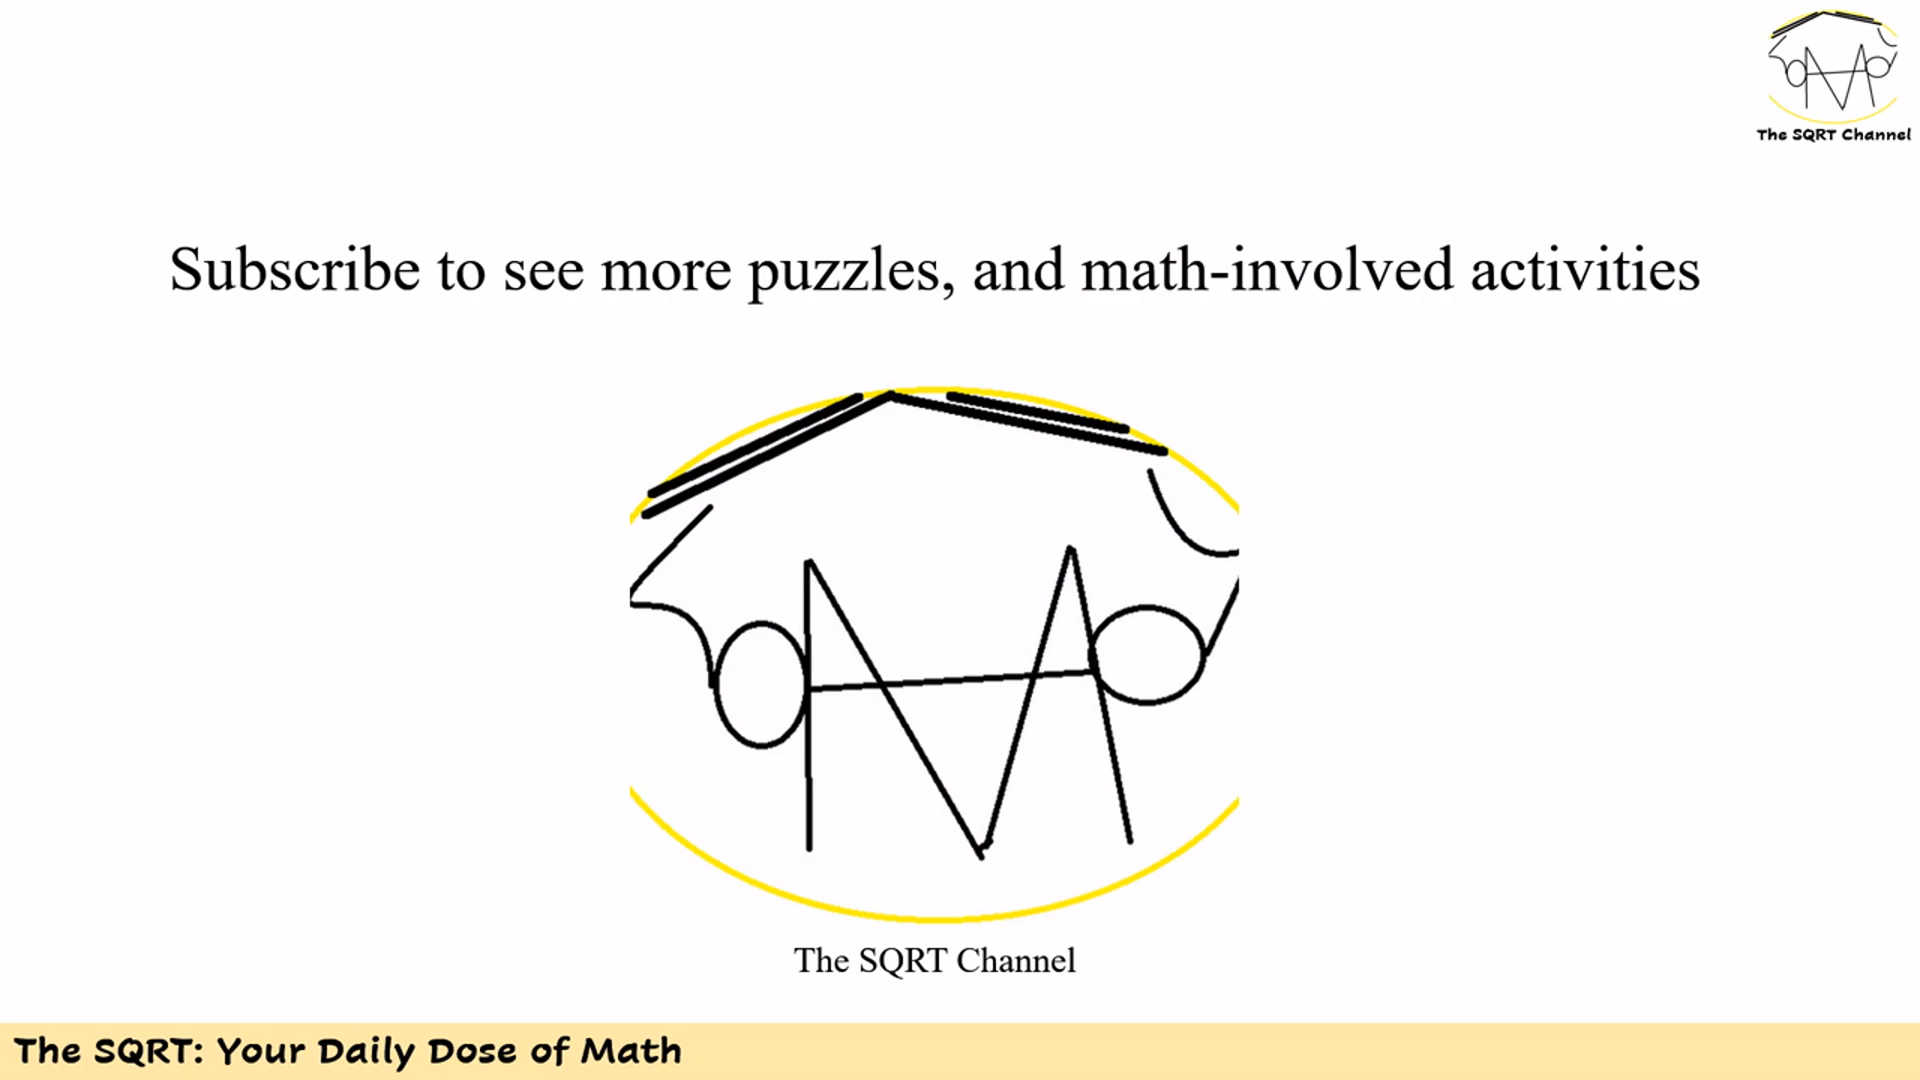 The SQRT Channel
Subscribe to see more puzzles, and math-involved activities
The SQRT Channel
The SQRT: Your Daily Dose of Math